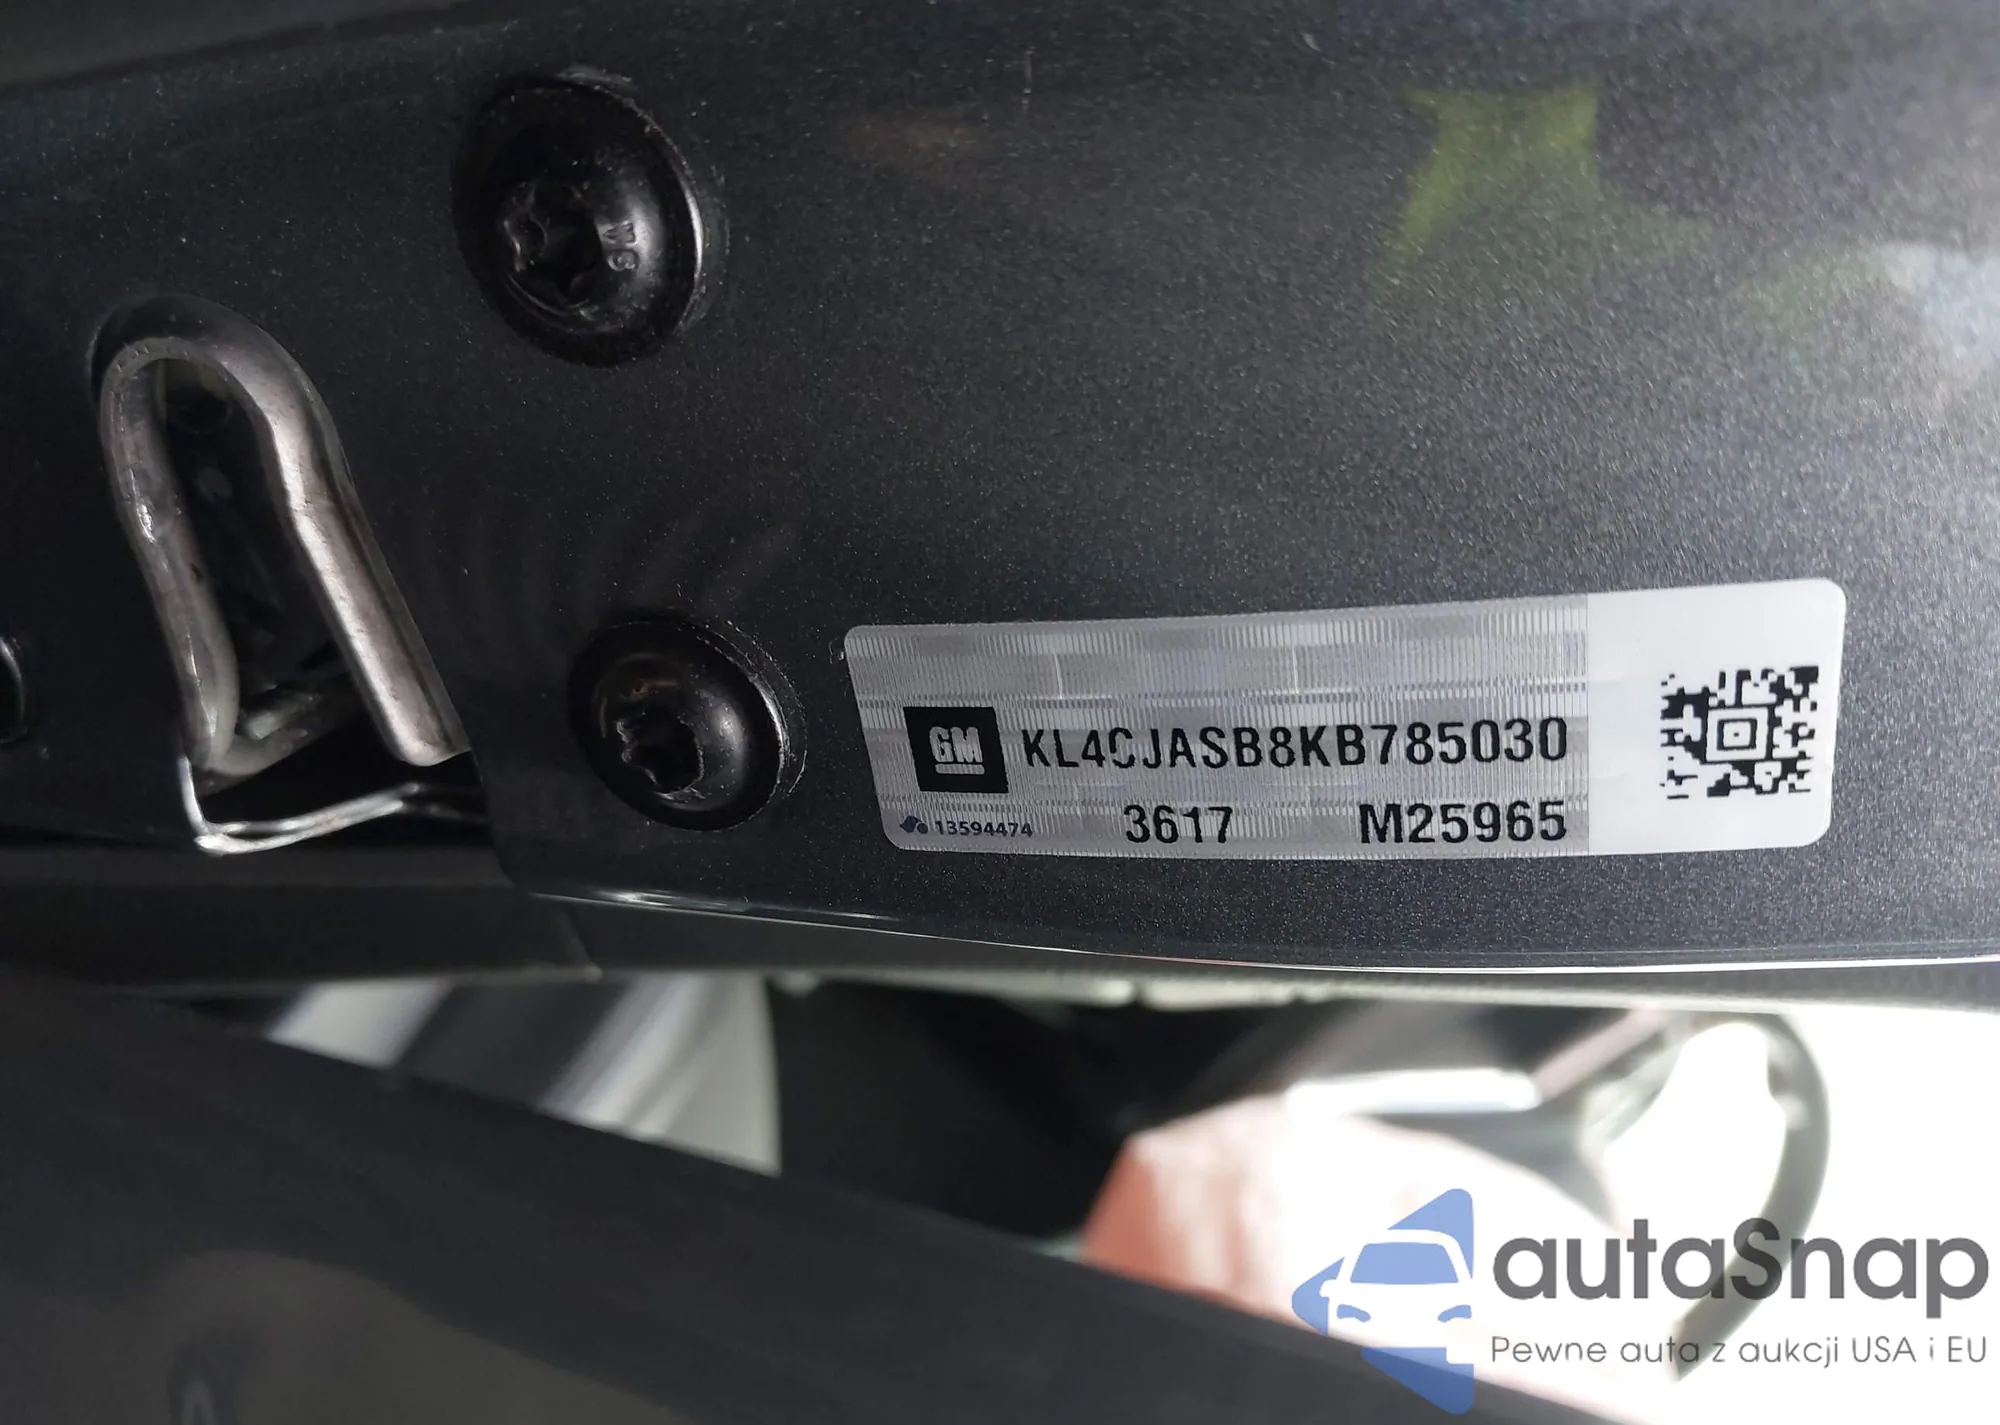 GM KL4CJASB8KB785030
13594474 3617 M25965
autaSnap
Pewne auta z aukcji USA i EU